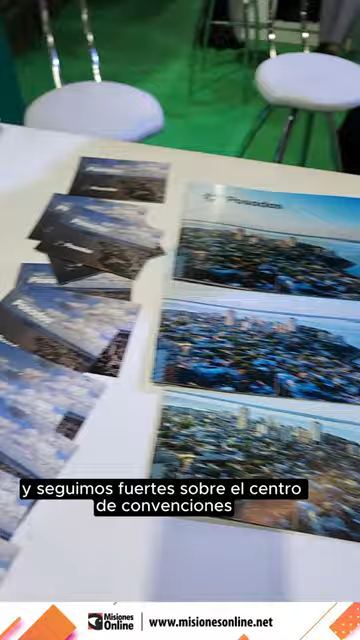 Posadas
y seguimos fuertes sobre el centro
de convenciones
Misiones
Online
www.misionesonline.net